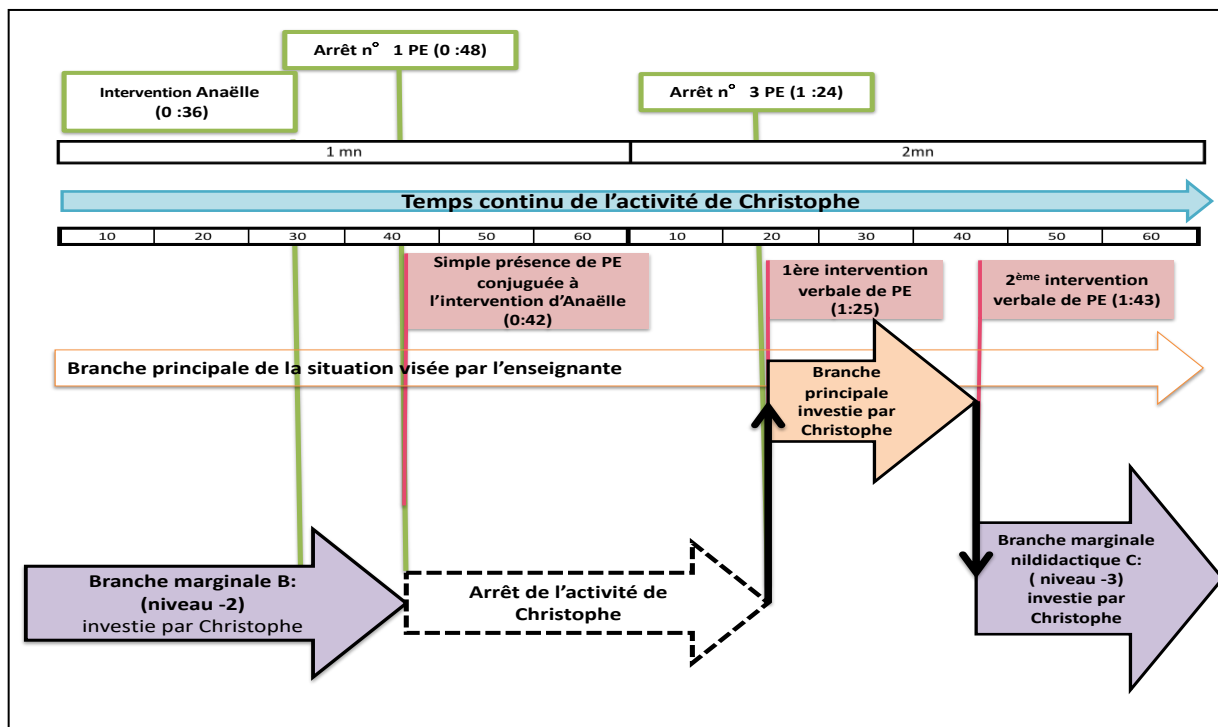 Arrêt n° 1 PE (0 :48)
Intervention Anaëlle
(0 :36)
Arrêt n° 3 PE (1 :24)
1 mn
2mn
Temps continu de l’activité de Christophe
10 20 30 40 50 60 10 20 30 40 50 60
Simple présence de PE
conjuguée à
l’intervention d’Anaëlle
(0:42)
1ère intervention
verbale de PE
(1:25)
2ème intervention
verbale de PE (1:43)
Branche principale de la situation visée par l’enseignante
Branche
principale
investie par
Christophe
Branche marginale B:
(niveau -2)
investie par Christophe
Arrêt de l’activité de
Christophe
Branche marginale
nildidactique C:
( niveau -3)
investie par
Christophe